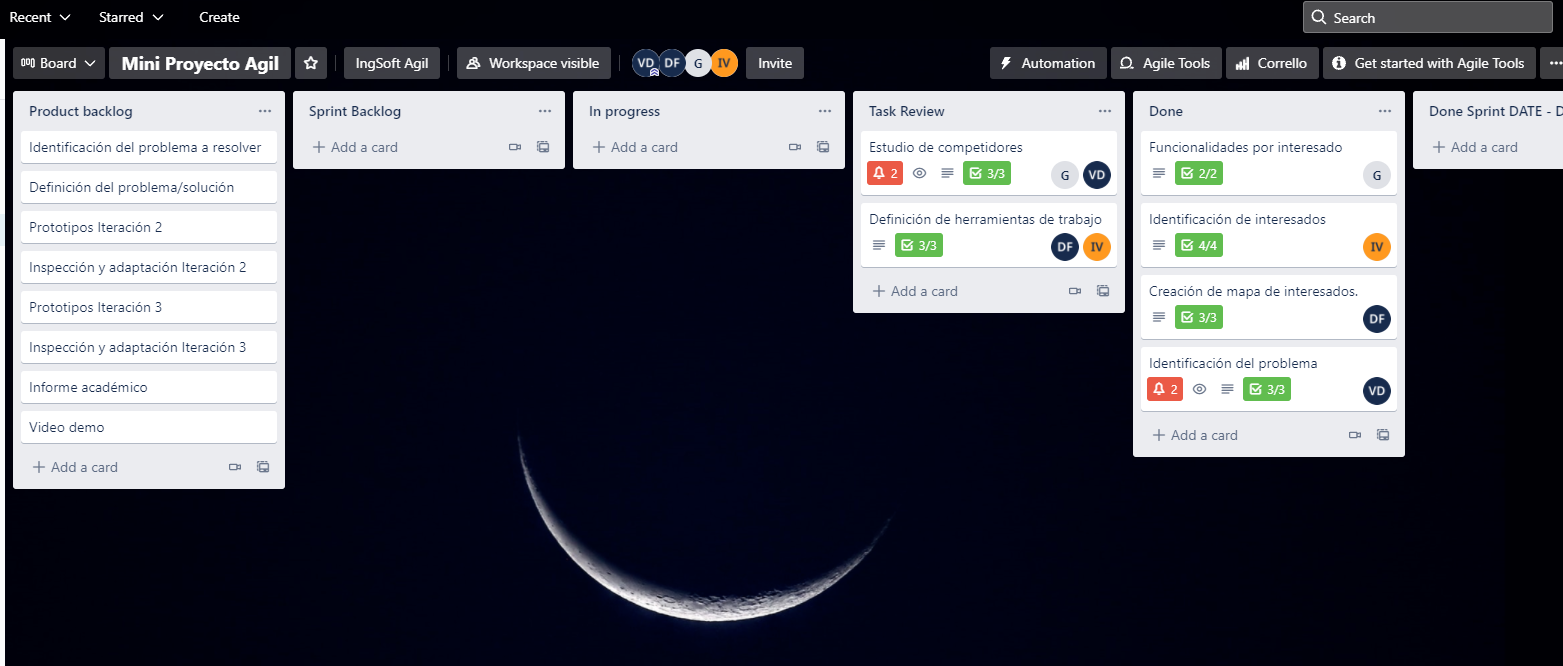 Recent
Starred
Create
Search
Board
Mini Proyecto Agil
IngSoft Agil
Workspace visible
VD
DF
G
IV
Invite
Automation
Agile Tools
Corrello
Get started with Agile Tools
Product backlog
Identificación del problema a resolver
Definición del problema/solución
Prototipos Iteración 2
Inspección y adaptación Iteración 2
Prototipos Iteración 3
Inspección y adaptación Iteración 3
Informe académico
Video demo
Add a card
Sprint Backlog
Add a card
In progress
Add a card
Task Review
Estudio de competidores
2
3/3
G
VD
Definición de herramientas de trabajo
3/3
DF
IV
Add a card
Done
Funcionalidades por interesado
2/2
G
Identificación de interesados
4/4
IV
Creación de mapa de interesados.
3/3
DF
Identificación del problema
2
3/3
VD
Add a card
Done Sprint DATE - D
Add a card